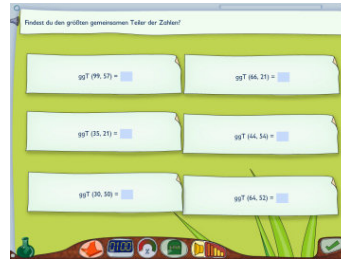 Findest du den größten gemeinsamen Teiler der Zahlen?
ggT (99, 57) =
ggT (66, 21) =
ggT (35, 21) =
ggT (44, 54) =
ggT (30, 50) =
ggT (64, 52) =